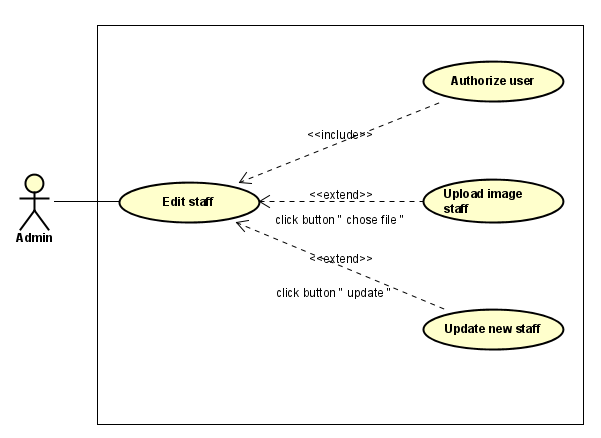 Authorize user
<<include>>
Admin
Edit staff
<<extend>>
click button " chose file "
Upload image
staff
<<extend>>
click button " update "
Update new staff